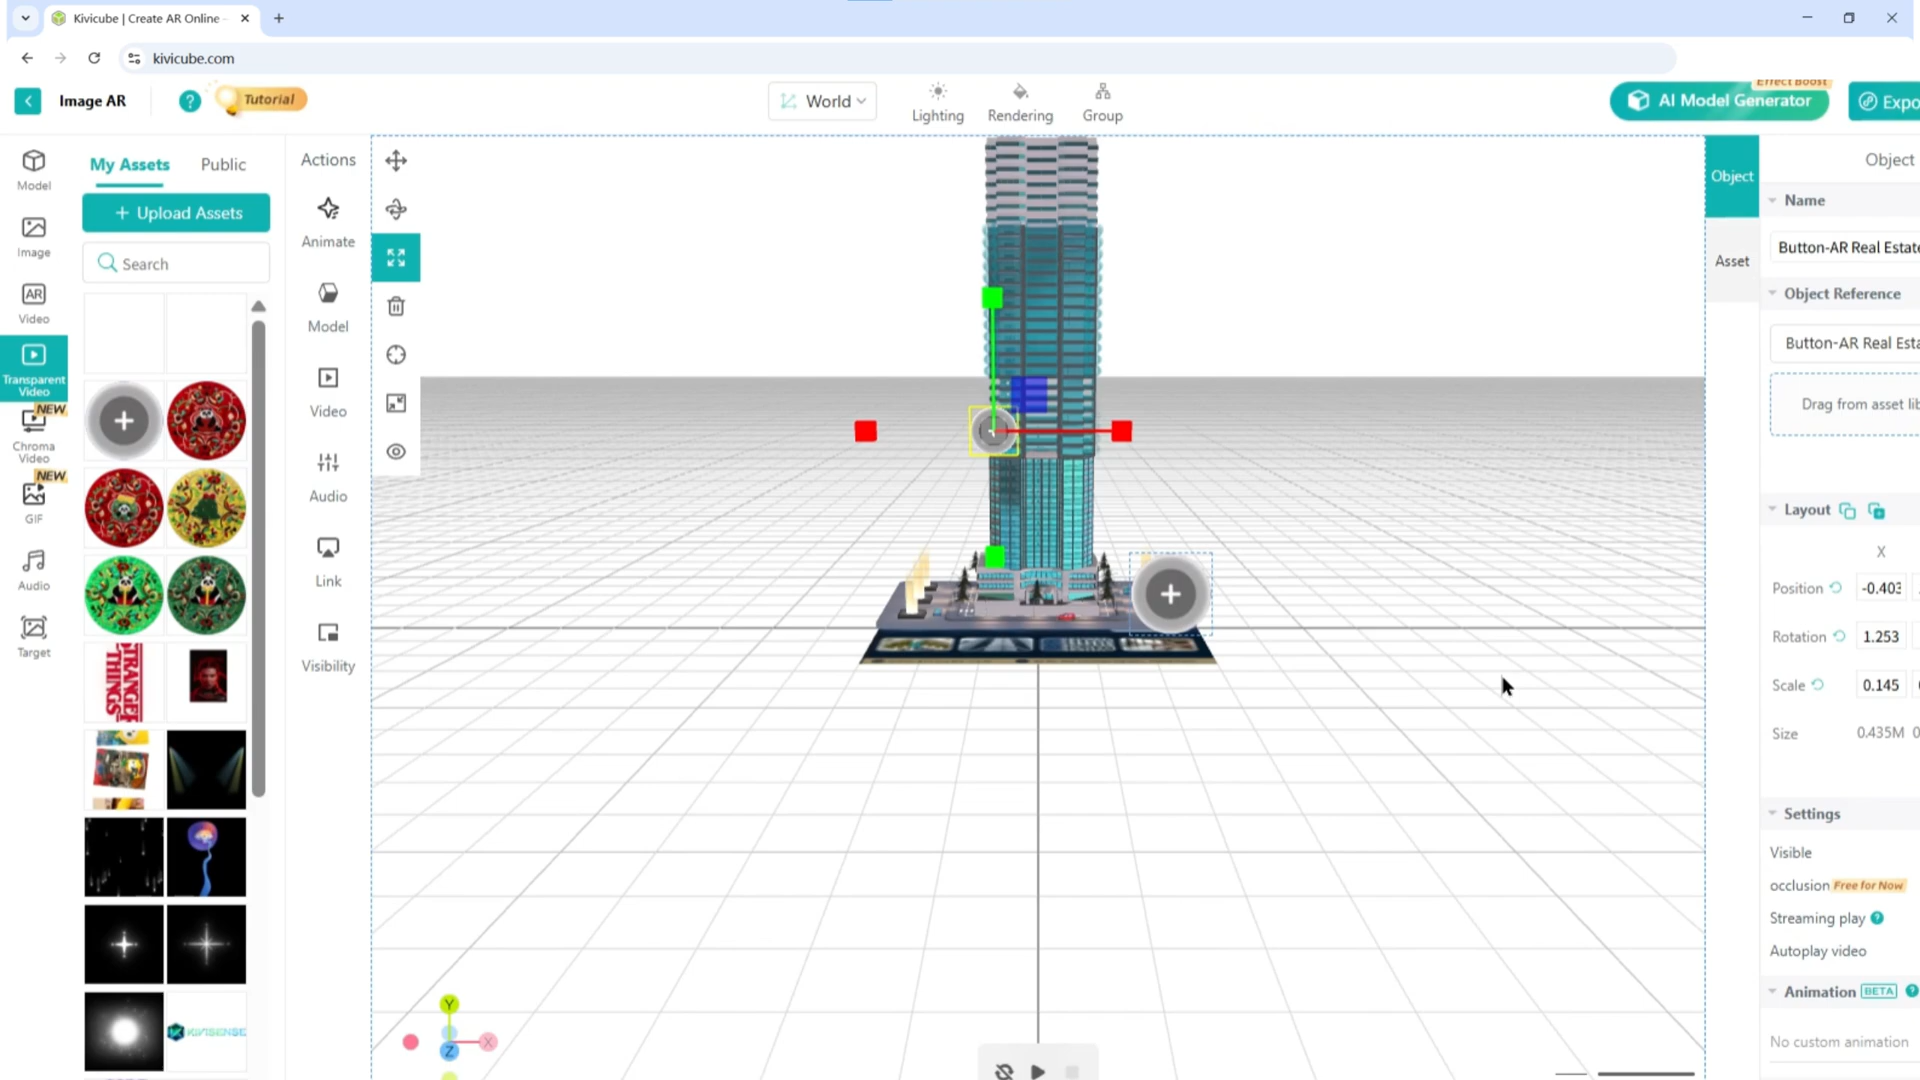 Kivicube | Create AR Online -
kivicube.com
Image AR
?
Tutorial
World
Lighting
Rendering
Group
Effect Boost
AI Model Generator
Expo
Model
Image
AR
Video
Transparent
Video
NEW
Chroma
Video
NEW
GIF
Audio
Target
My Assets
Public
+ Upload Assets
Search
STRANGER
THINGS
KIVISENSE
Actions
Animate
Model
Video
Audio
Link
Visibility
Y
X
Z
Object
Asset
Object
Name
Button-AR Real Estate
Object Reference
Button-AR Real Esta
Drag from asset lib
Layout
X
Position -0.403
Rotation 1.253
Scale 0.145
Size 0.435M
Settings
Visible
occlusion Free for Now
Streaming play ?
Autoplay video
Animation BETA ?
No custom animation